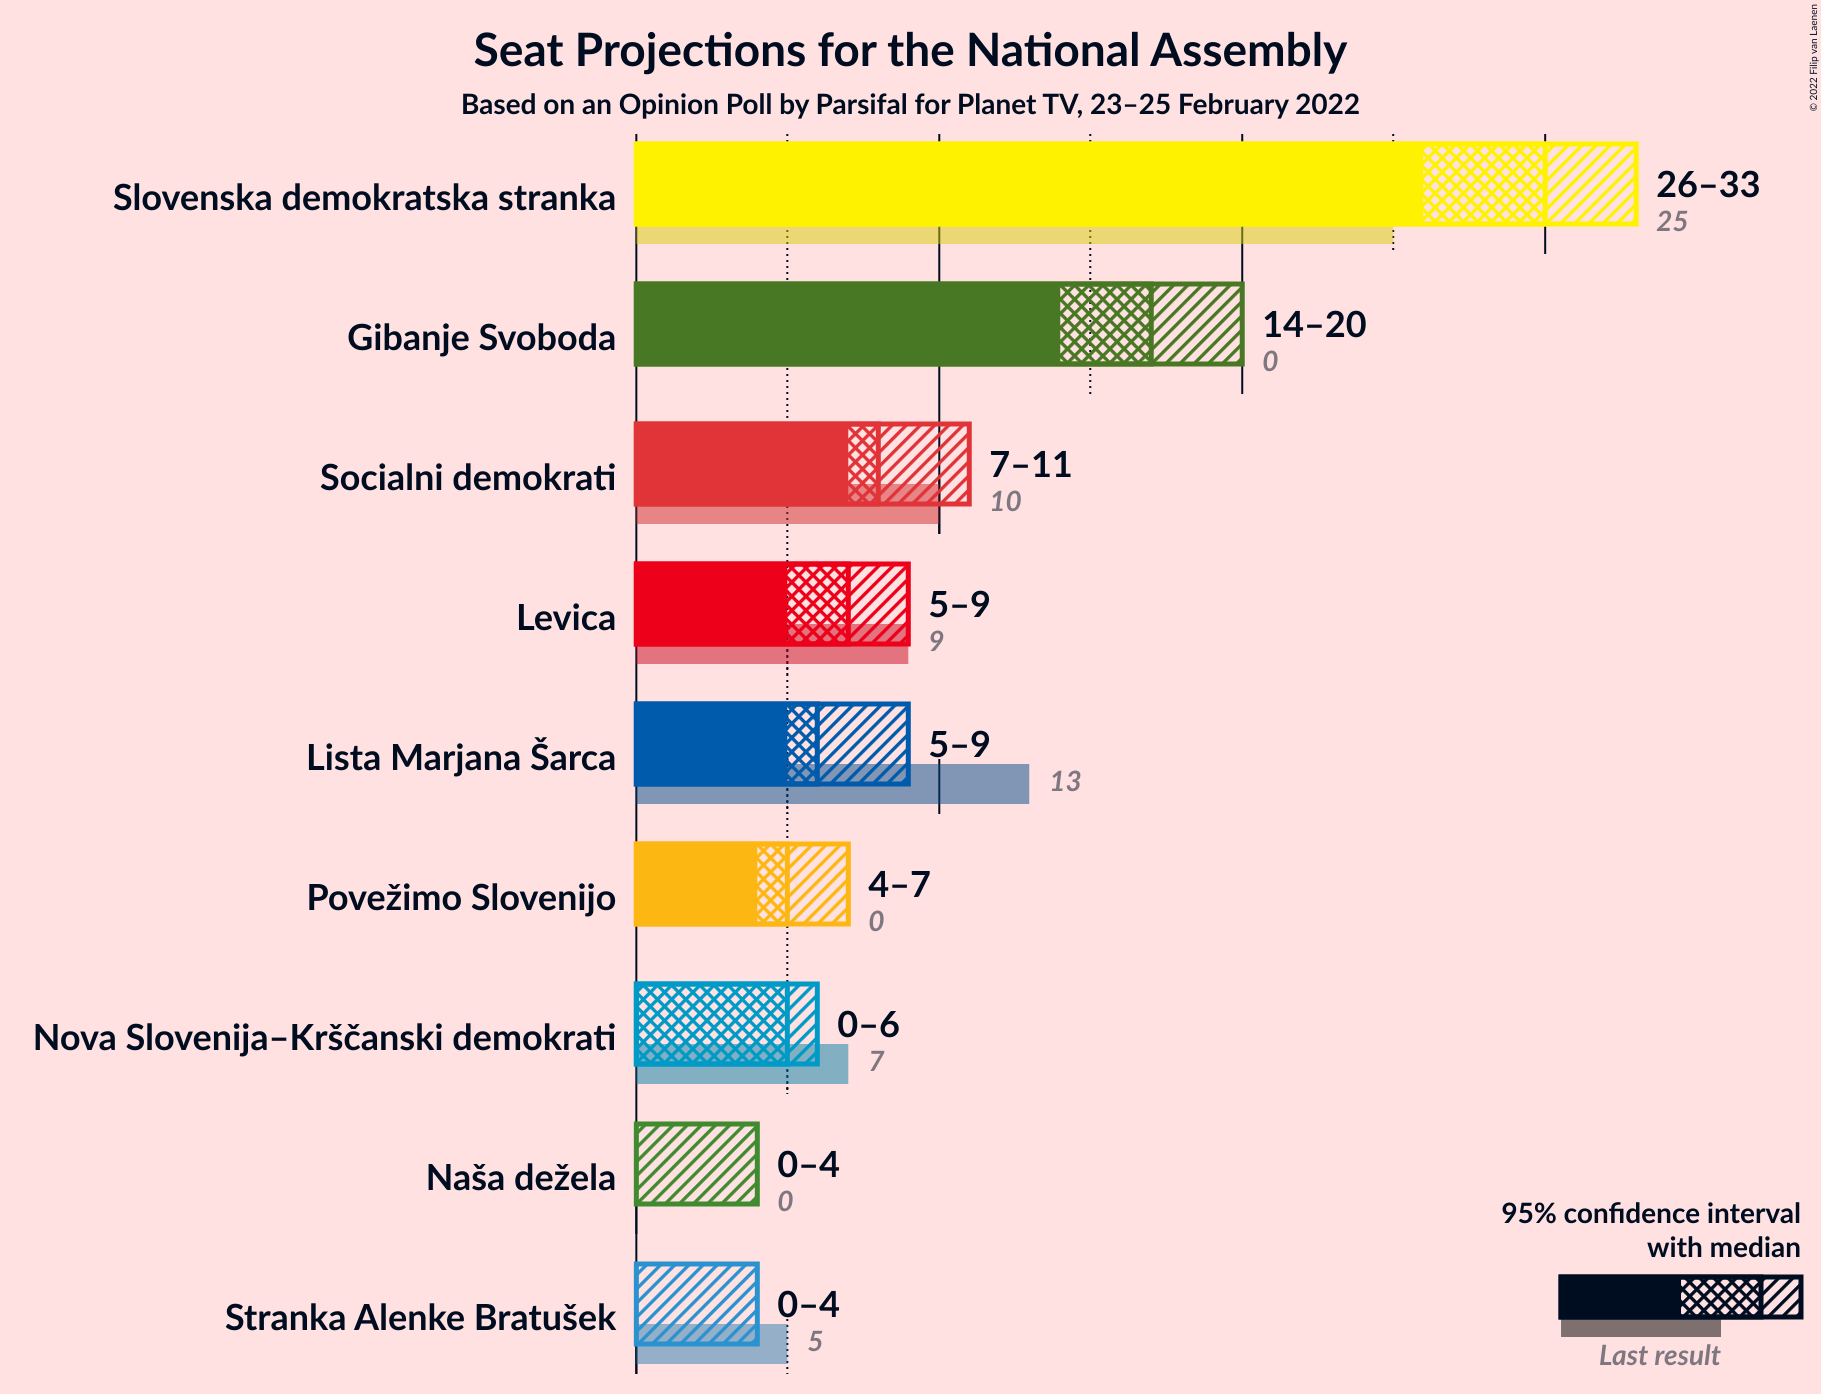 Seat Projections for the National Assembly
Based on an Opinion Poll by Parsifal for Planet TV, 23–25 February 2022
© 2022 Filip van Laenen
Slovenska demokratska stranka
26–33
25
Gibanje Svoboda
14–20
0
Socialni demokrati
7–11
10
Levica
5–9
9
Lista Marjana Šarca
5–9
13
Povežimo Slovenijo
4–7
0
Nova Slovenija–Krščanski demokrati
0–6
7
Naša dežela
0–4
0
Stranka Alenke Bratušek
0–4
5
95% confidence interval
with median
Last result